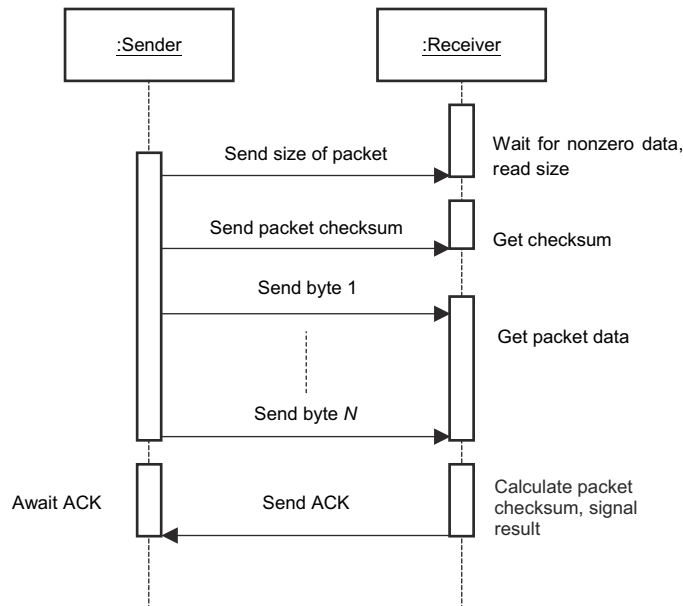 :Sender
:Receiver
Send size of packet
Wait for nonzero data,
read size
Send packet checksum
Get checksum
Send byte 1
Get packet data
Send byte N
Await ACK
Send ACK
Calculate packet
checksum, signal
result